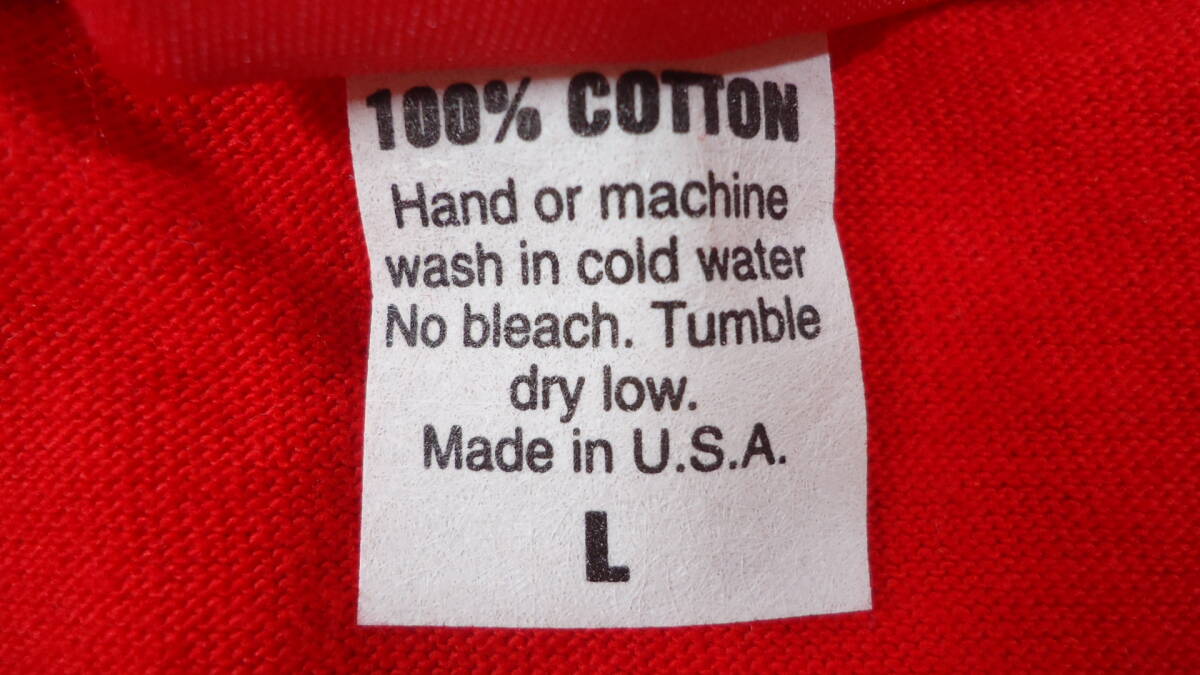 100% COTTON
Hand or machine
wash in cold water
No bleach. Tumble
dry low.
Made in U.S.A.
L